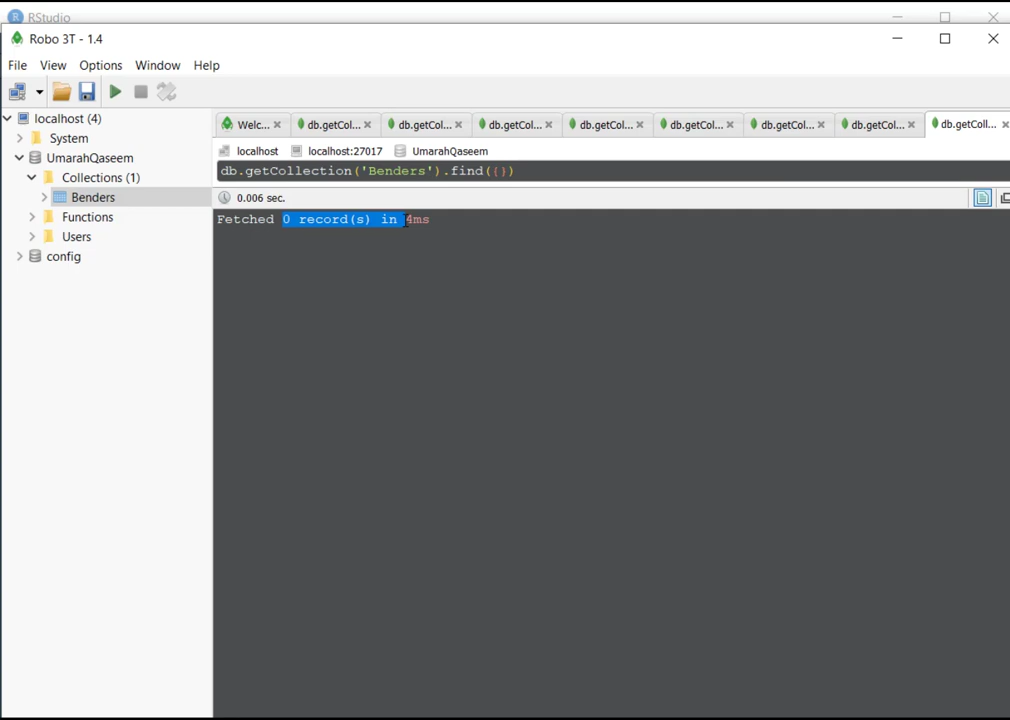 RStudio
Robo 3T - 1.4
File View Options Window Help
localhost (4)
System
UmarahQaseem
Collections (1)
Benders
Functions
Users
config
Welc... db.getCol... db.getCol... db.getCol... db.getCol... db.getCol... db.getCol... db.getCol... db.getColl...
localhost localhost:27017 UmarahQaseem
db.getCollection('Benders').find({})
0.006 sec.
Fetched 0 record(s) in 4ms